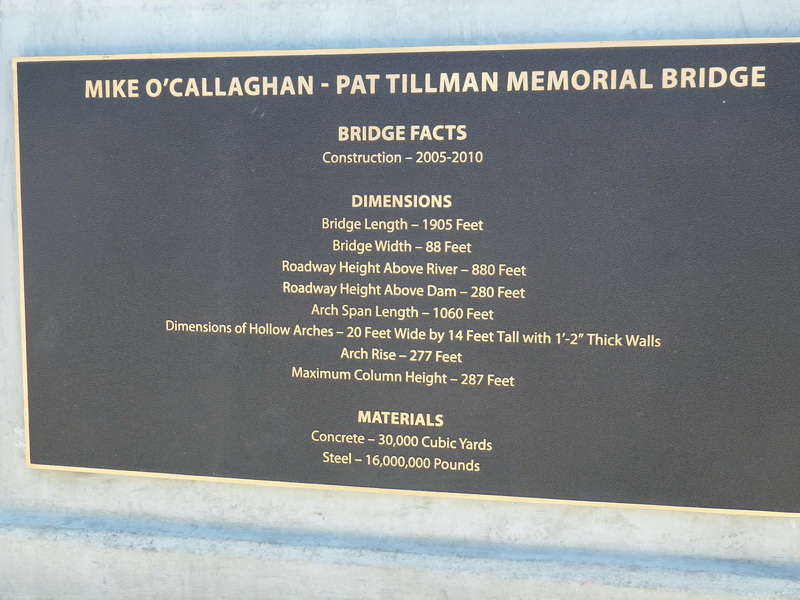 MIKE O'CALLAGHAN - PAT TILLMAN MEMORIAL BRIDGE
BRIDGE FACTS
Construction – 2005-2010
DIMENSIONS
Bridge Length – 1905 Feet
Bridge Width – 88 Feet
Roadway Height Above River – 880 Feet
Roadway Height Above Dam – 280 Feet
Arch Span Length – 1060 Feet
Dimensions of Hollow Arches – 20 Feet Wide by 14 Feet Tall with 1'-2” Thick Walls
Arch Rise – 277 Feet
Maximum Column Height – 287 Feet
MATERIALS
Concrete – 30,000 Cubic Yards
Steel – 16,000,000 Pounds